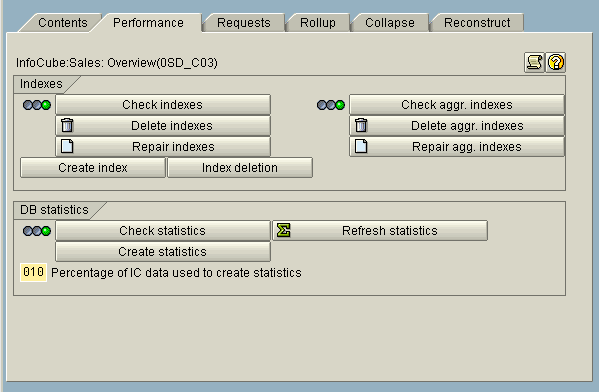 Contents Performance Requests Rollup Collapse Reconstruct
InfoCube:Sales: Overview(0SD_C03)
Indexes
Check indexes Check aggr. indexes
Delete indexes Delete aggr. indexes
Repair indexes Repair agg. indexes
Create index Index deletion
DB statistics
Check statistics Refresh statistics
Create statistics
010 Percentage of IC data used to create statistics